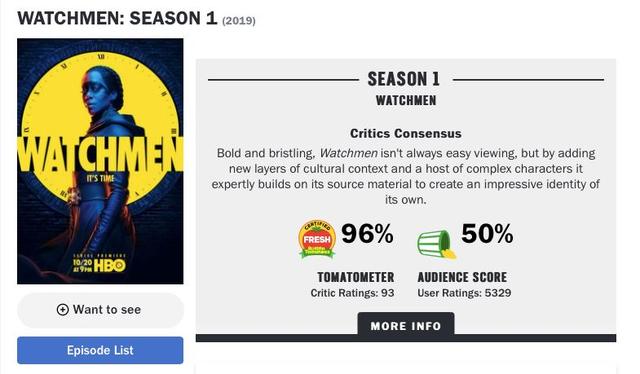 WATCHMEN: SEASON 1 (2019)
XII
WATCHMEN
IT'S TIME
SERIES PREMIERE
10/20
AT 9PM HBO
Want to see
Episode List
SEASON 1
WATCHMEN
Critics Consensus
Bold and bristling, Watchmen isn't always easy viewing, but by adding
new layers of cultural context and a host of complex characters it
expertly builds on its source material to create an impressive identity of
its own.
CERTIFIED
FRESH
Rotten Tomatoes
96%
50%
TOMATOMETER
AUDIENCE SCORE
Critic Ratings: 93
User Ratings: 5329
MORE INFO